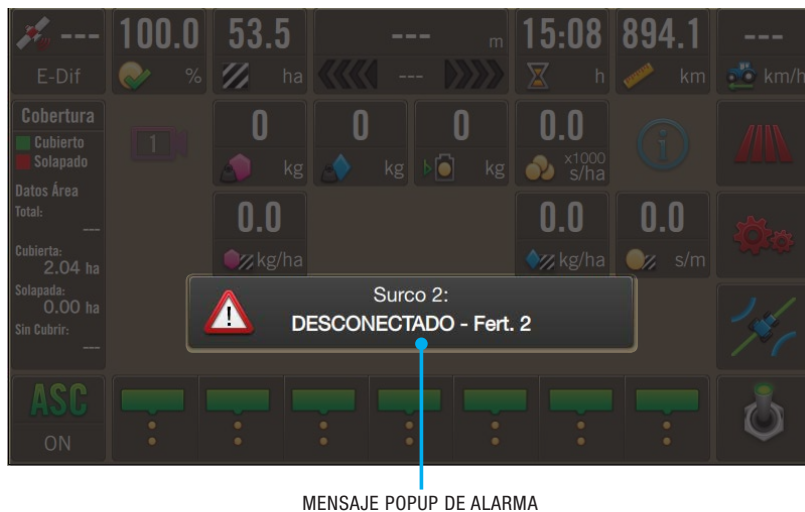 --- 100.0 53.5 --- m 15:08 894.1 ---
E-Dif % ha --- h km km/h
Cobertura
Cubierto
Solapado
1
0 kg
0 kg
0 kg
0.0 x1000 s/ha
Datos Área
Total:
---
Cubierta:
2.04 ha
Solapada:
0.00 ha
Sin Cubrir:
---
0.0 kg/ha
0.0 kg/ha
0.0 s/m
Surco 2:
DESCONECTADO - Fert. 2
ASC
ON
MENSAJE POPUP DE ALARMA